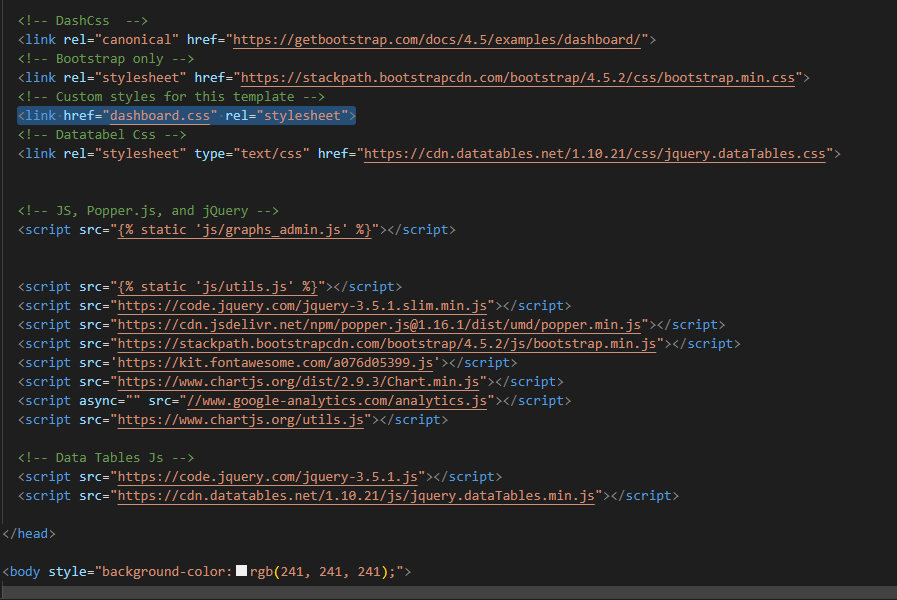 <!-- DashCss  -->
<link rel="canonical" href="https://getbootstrap.com/docs/4.5/examples/dashboard/">
<!-- Bootstrap only -->
<link rel="stylesheet" href="https://stackpath.bootstrapcdn.com/bootstrap/4.5.2/css/bootstrap.min.css">
<!-- Custom styles for this template -->
<link href="dashboard.css" rel="stylesheet">
<!-- Datatabel Css -->
<link rel="stylesheet" type="text/css" href="https://cdn.datatables.net/1.10.21/css/jquery.dataTables.css">
<!-- JS, Popper.js, and jQuery -->
<script src="{% static 'js/graphs_admin.js' %}"></script>
<script src="{% static 'js/utils.js' %}"></script>
<script src="https://code.jquery.com/jquery-3.5.1.slim.min.js"></script>
<script src="https://cdn.jsdelivr.net/npm/popper.js@1.16.1/dist/umd/popper.min.js"></script>
<script src="https://stackpath.bootstrapcdn.com/bootstrap/4.5.2/js/bootstrap.min.js"></script>
<script src='https://kit.fontawesome.com/a076d05399.js'></script>
<script src="https://www.chartjs.org/dist/2.9.3/Chart.min.js"></script>
<script async="" src="//www.google-analytics.com/analytics.js"></script>
<script src="https://www.chartjs.org/utils.js"></script>
<!-- Data Tables Js -->
<script src="https://code.jquery.com/jquery-3.5.1.js"></script>
<script src="https://cdn.datatables.net/1.10.21/js/jquery.dataTables.min.js"></script>
</head>
<body style="background-color: rgb(241, 241, 241);">